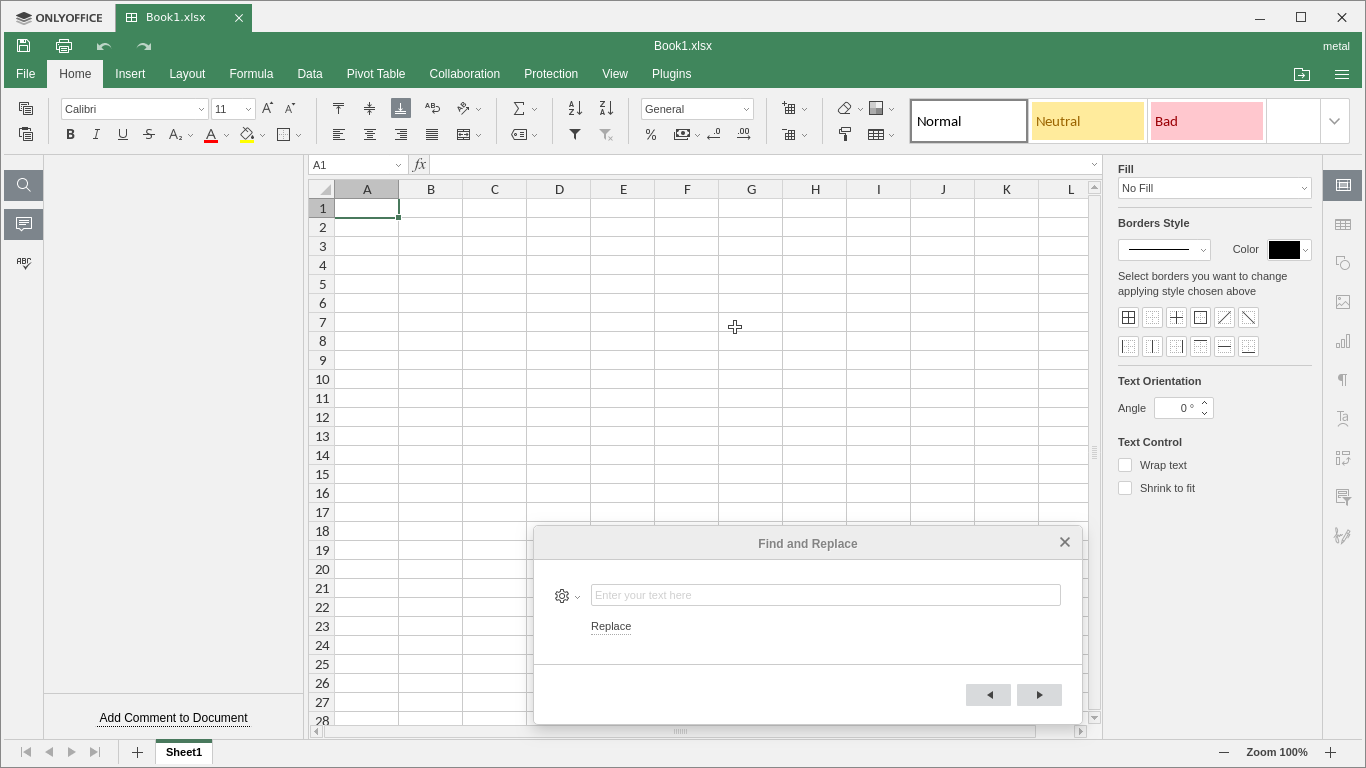 ONLYOFFICE
Book1.xlsx
Book1.xlsx
metal
File Home Insert Layout Formula Data Pivot Table Collaboration Protection View Plugins
Calibri 11 General
Normal Neutral Bad
A1
fx
A B C D E F G H I J K L
1
2
3
4
5
6
7
8
9
10
11
12
13
14
15
16
17
18
19
20
21
22
23
24
25
26
27
28
Fill
No Fill
Borders Style
Color
Select borders you want to change
applying style chosen above
Text Orientation
Angle 0 °
Text Control
Wrap text
Shrink to fit
Find and Replace
Enter your text here
Replace
Add Comment to Document
Sheet1
Zoom 100%